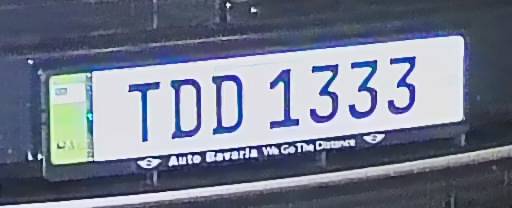 TDD 1333
Auto Bavaria We Go The Distance